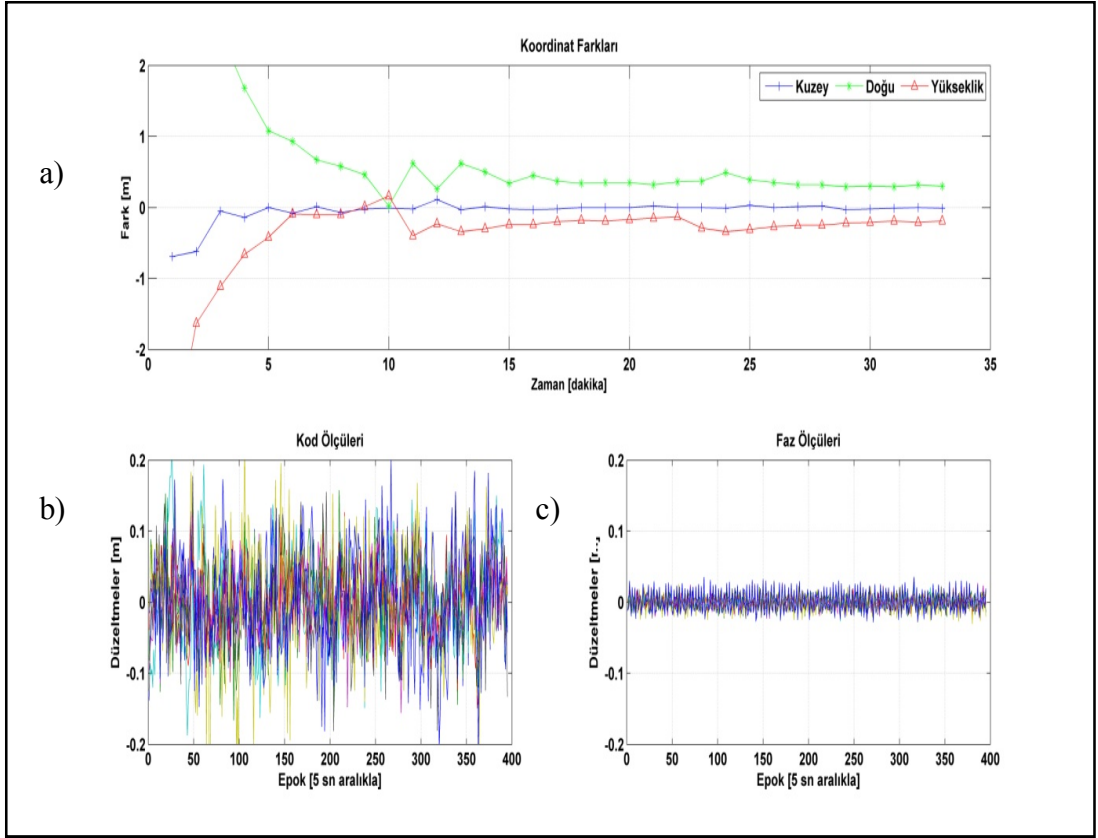 Koordinat Farkları
a)
Fark [m]
2
1
0
-1
-2
Kuzey Doğu Yükseklik
0 5 10 15 20 25 30 35
Zaman [dakika]
b)
Kod Ölçüleri
Düzeltmeler [m]
0.2
0.1
0
-0.1
-0.2
0 50 100 150 200 250 300 350 400
Epok [5 sn aralıkla]
c)
Faz Ölçüleri
Düzeltmeler [...]
0.2
0.1
0
-0.1
-0.2
0 50 100 150 200 250 300 350 400
Epok [5 sn aralıkla]